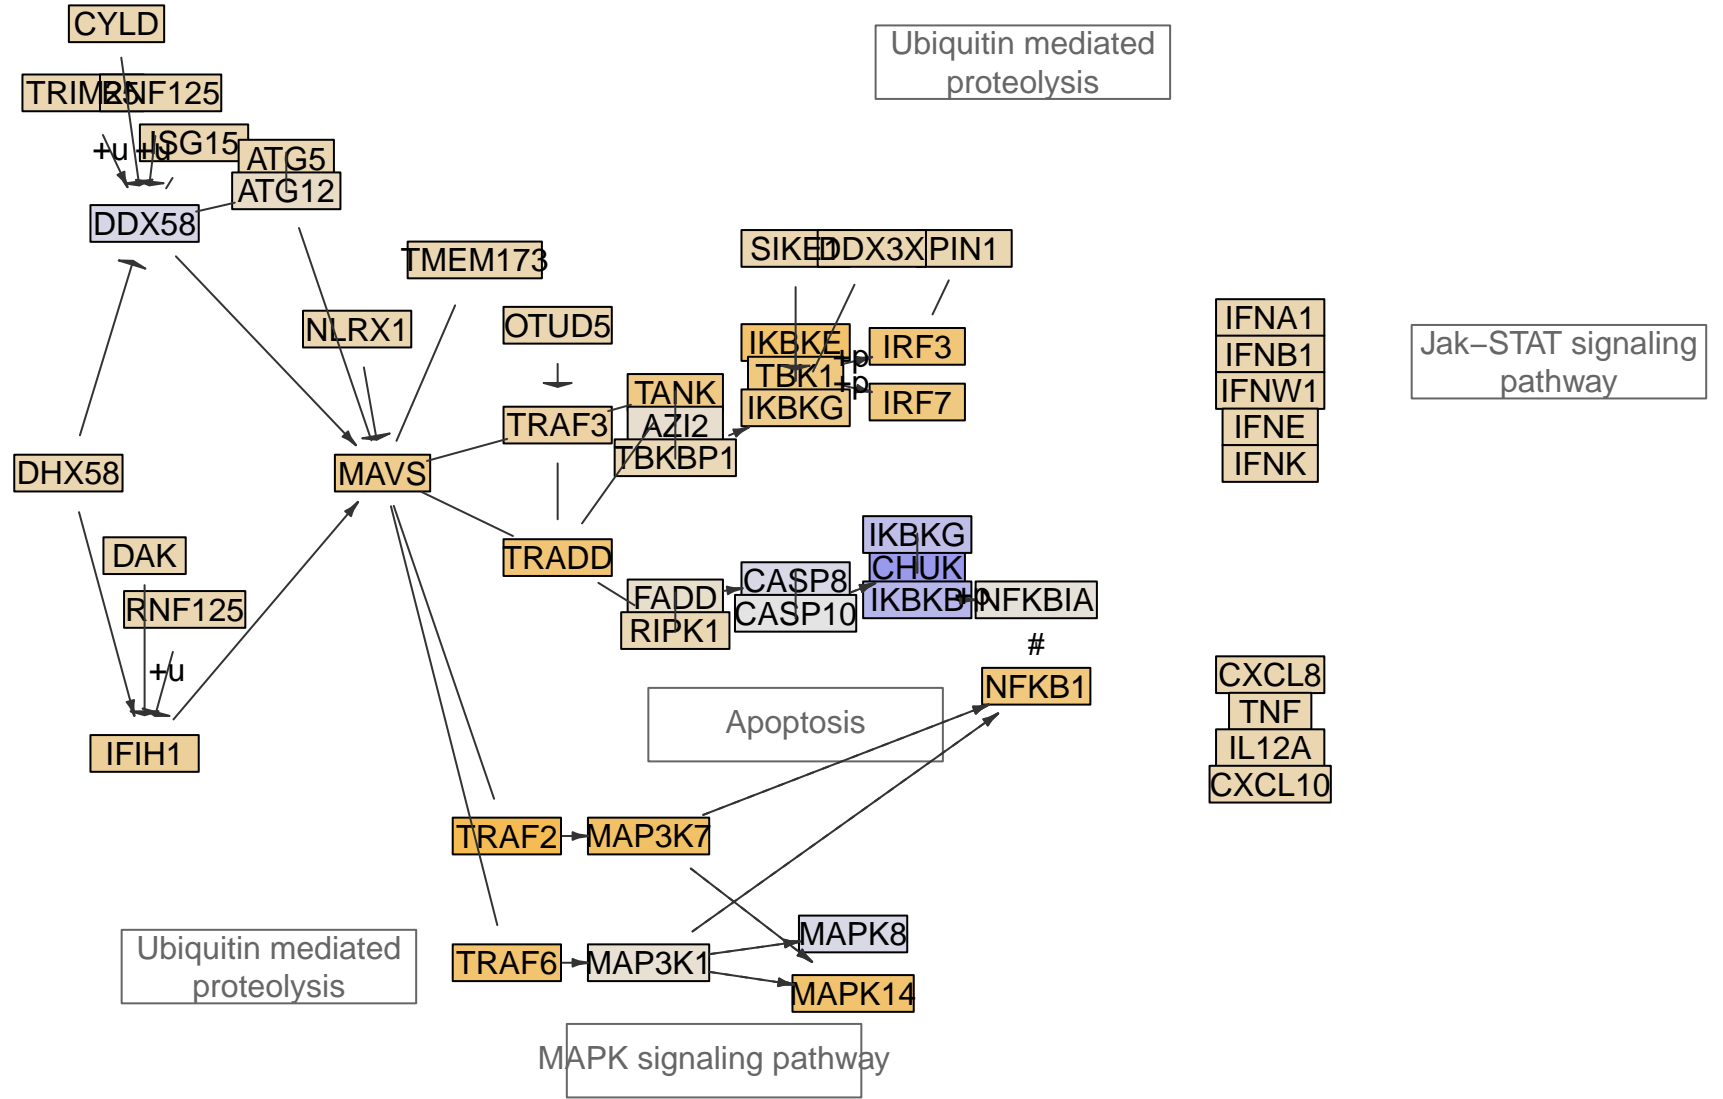 CYLD
Ubiquitin mediated
proteolysis
TRIM25
RNF125
ISG15
+u
+u
ATG5
ATG12
DDX58
TMEM173
SIKE1
DDX3X
PIN1
NLRX1
OTUD5
IKBKE
TBK1
IKBKG
+p
+p
IRF3
IRF7
IFNA1
IFNB1
IFNW1
IFNE
IFNK
Jak–STAT signaling
pathway
TANK
AZI2
TBKBP1
TRAF3
DHX58
MAVS
DAK
RNF125
+u
IFIH1
TRADD
FADD
RIPK1
CASP8
CASP10
IKBKG
CHUK
IKBKB
+p
NFKBIA
#
NFKB1
Apoptosis
CXCL8
TNF
IL12A
CXCL10
TRAF2
MAP3K7
TRAF6
MAP3K1
MAPK8
MAPK14
Ubiquitin mediated
proteolysis
MAPK signaling pathway